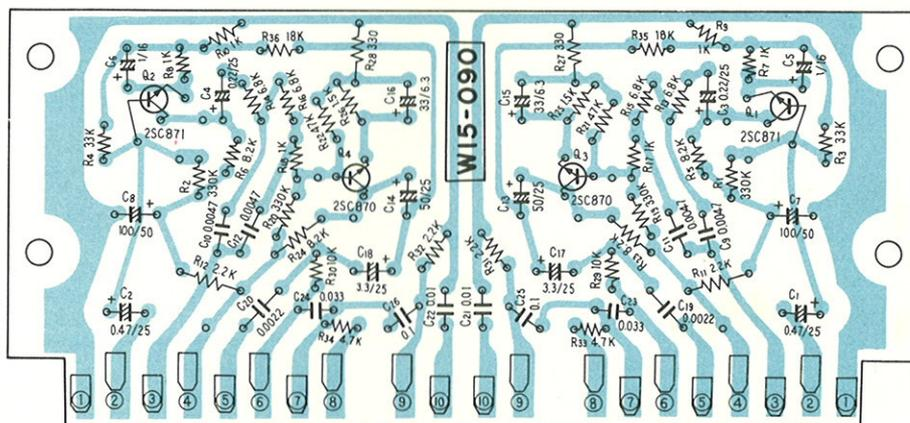 R10 1K
R36 18K
R28 330
C6 1/16
R8 1K
Q2
2SC871
C4 0.22/25
R16 6.8K
R26 15K
47K
C16 33/6.3
W15-090
R4 33K
R2 330K
R6 8.2K
R18 1K
Q4
2SC870
C14 50/25
C8 100/50
C10 0.0047
C12 0.0047
R20 330K
R24 8.2K
R12 2.2K
R30 10K
C18 3.3/25
R32 2.2K
C2 0.47/25
C20 0.0022
C24 0.033
R34 4.7K
C26 0.1
C22 0.01
R35 18K
R9 1K
R27 330
C5 1/16
R7 1K
Q1
2SC871
C3 0.22/25
R15 6.8K
R13 6.8K
R25 15K
47K
C15 33/6.3
R3 33K
R1 330K
R5 8.2K
R17 1K
Q3
2SC870
C13 50/25
C7 100/50
C9 0.0047
C11 0.0047
R19 330K
8.2K
R11 2.2K
R29 10K
C17 3.3/25
2.2K
C1 0.47/25
C19 0.0022
C23 0.033
R33 4.7K
C25 0.1
C21 0.01
1 2 3 4 5 6 7 8 9 10 10 9 8 7 6 5 4 3 2 1